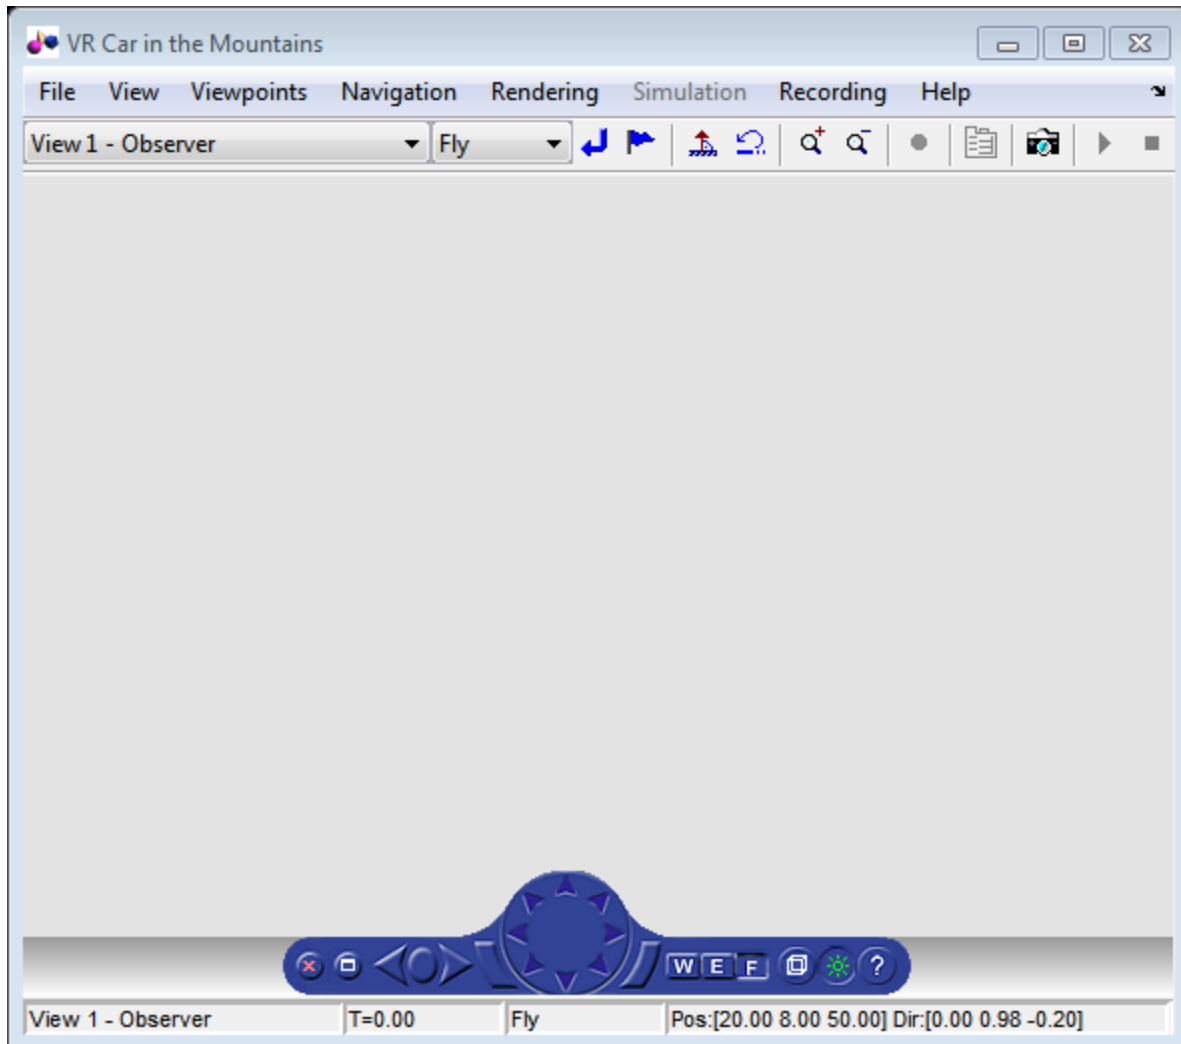 VR Car in the Mountains
File View Viewpoints Navigation Rendering Simulation Recording Help
View 1 - Observer Fly
W E F ?
View 1 - Observer T=0.00 Fly Pos:[20.00 8.00 50.00] Dir:[0.00 0.98 -0.20]